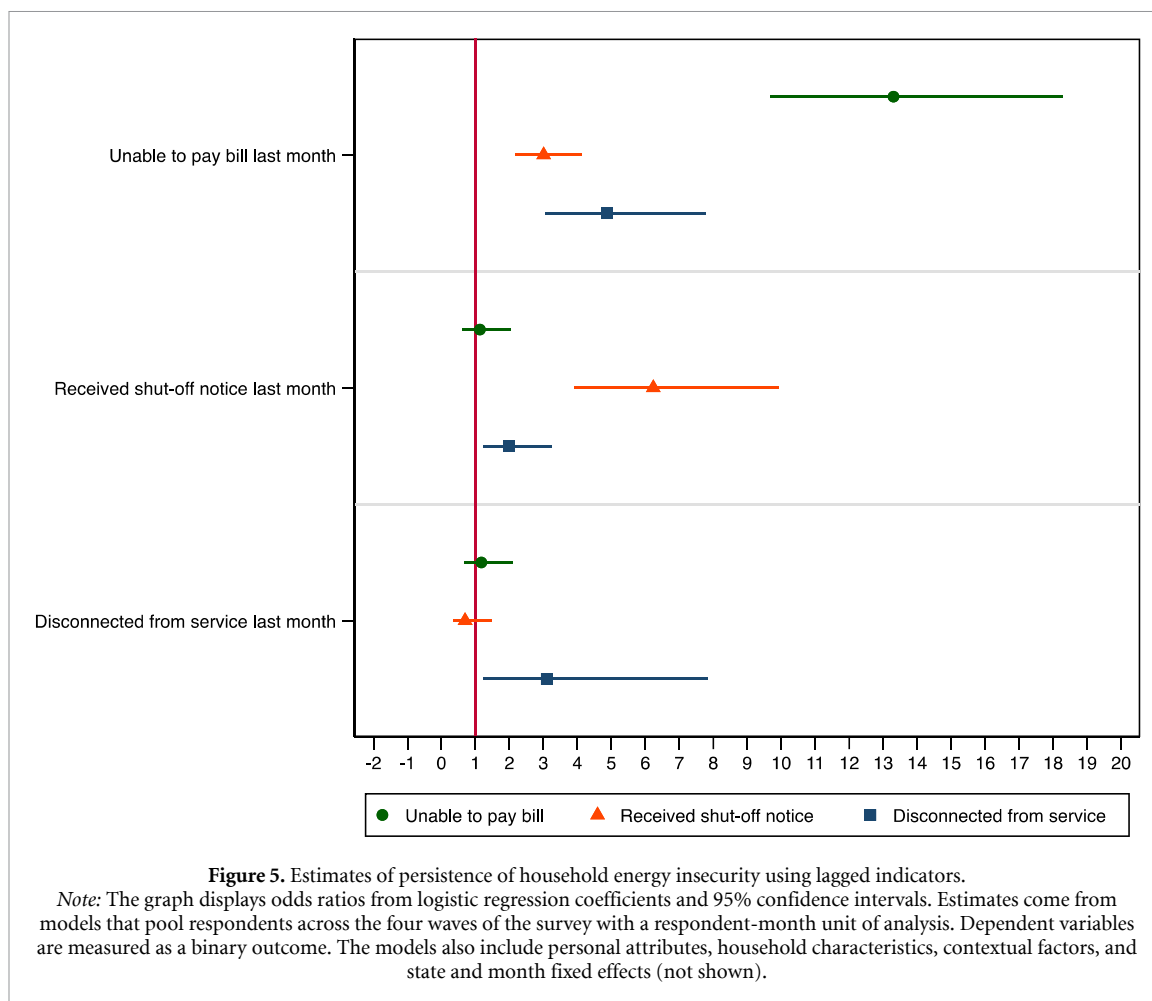 Unable to pay bill last month
Received shut-off notice last month
Disconnected from service last month
-2 -1 0 1 2 3 4 5 6 7 8 9 10 11 12 13 14 15 16 17 18 19 20
Unable to pay bill Received shut-off notice Disconnected from service
Figure 5. Estimates of persistence of household energy insecurity using lagged indicators.
Note: The graph displays odds ratios from logistic regression coefficients and 95% confidence intervals. Estimates come from
models that pool respondents across the four waves of the survey with a respondent-month unit of analysis. Dependent variables
are measured as a binary outcome. The models also include personal attributes, household characteristics, contextual factors, and
state and month fixed effects (not shown).